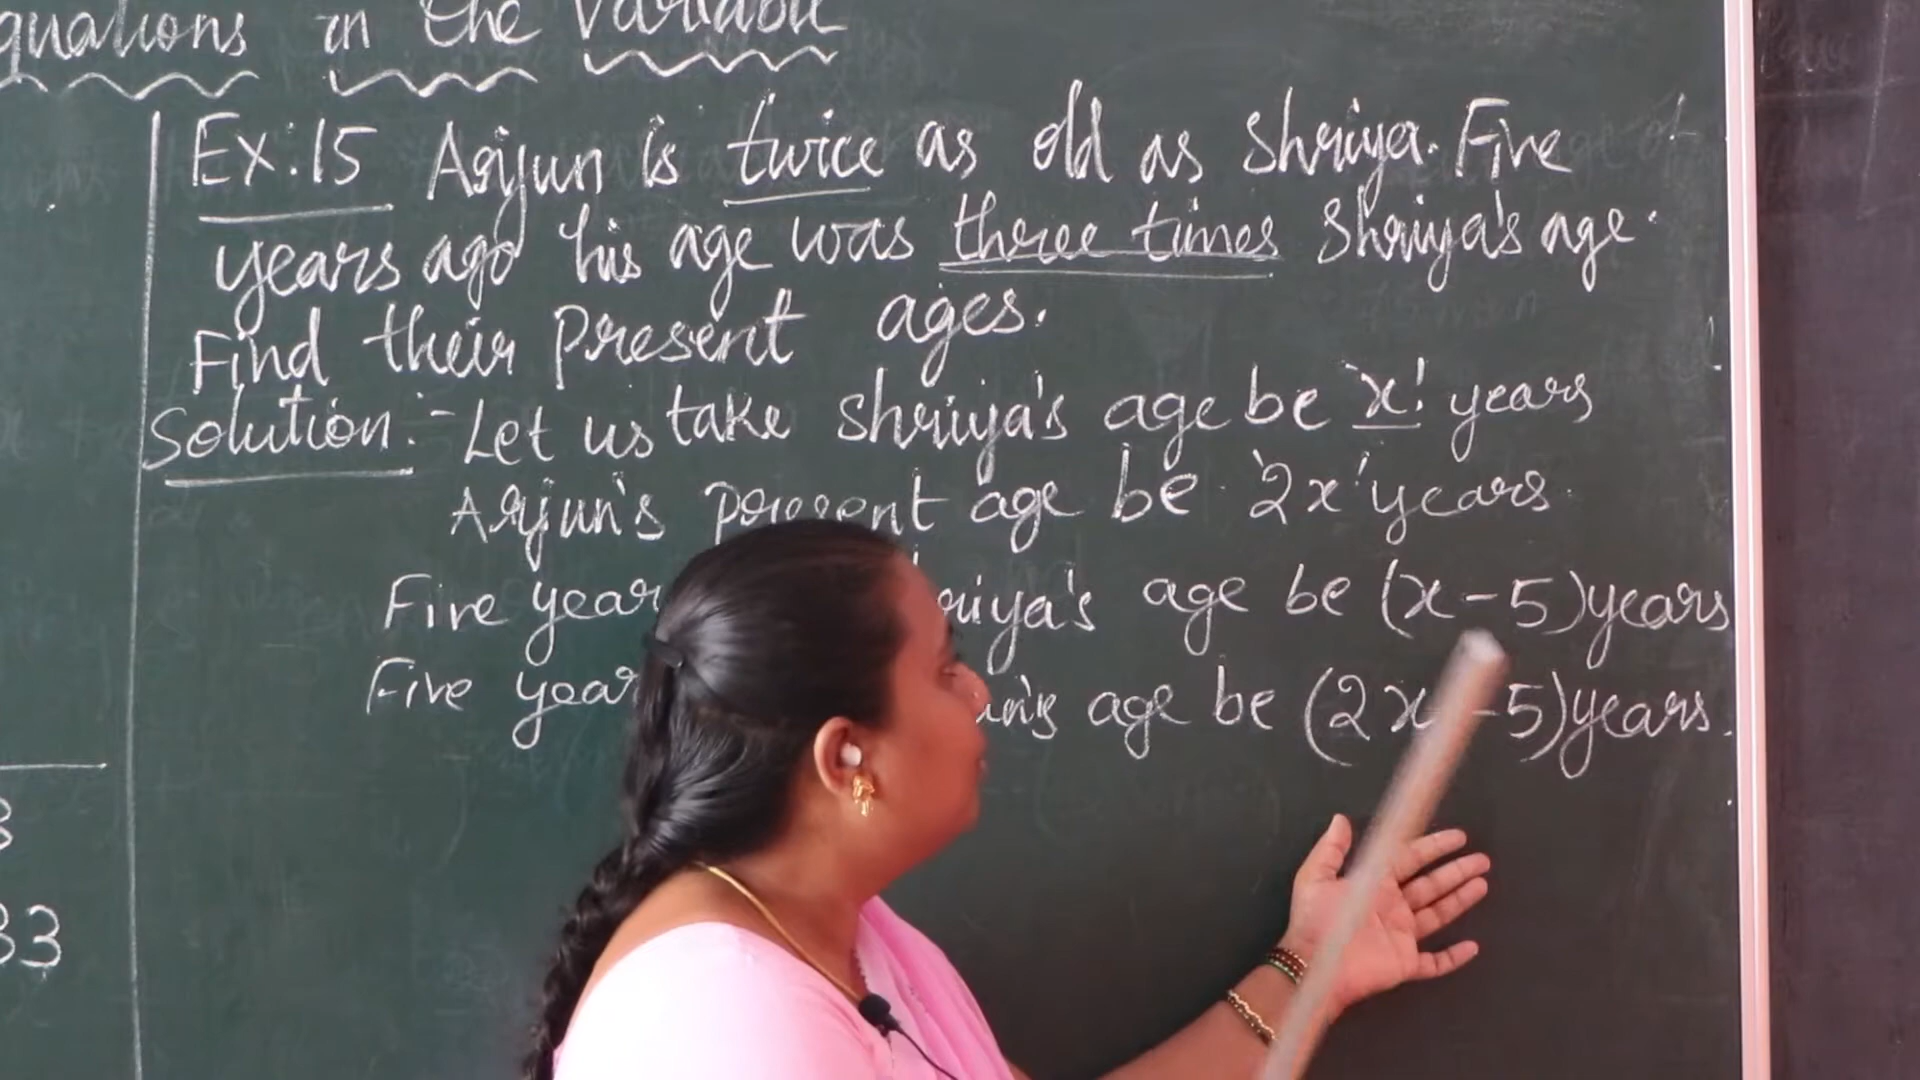 quations in the Variable
Ex:15 Arjun is twice as old as Shriya. Five
years ago his age was three times Shriya's age.
Find their present ages.
Solution:- Let us take Shriya's age be 'x' years
Arjun's present age be '2x' years.
Five year riya's age be (x-5)years
Five year un's age be (2x-5)years.
3
33